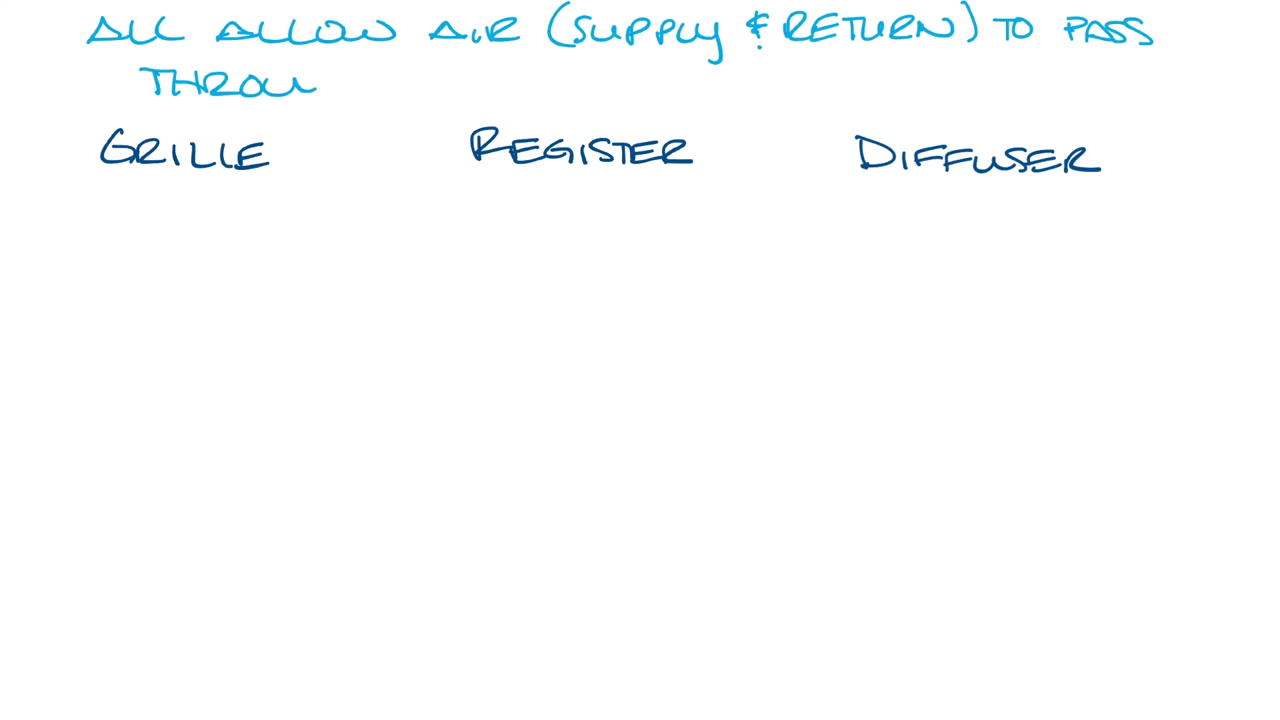 ALL ALLOW AIR (SUPPLY & RETURN) TO PASS
THROU
GRILLE REGISTER DIFFUSER